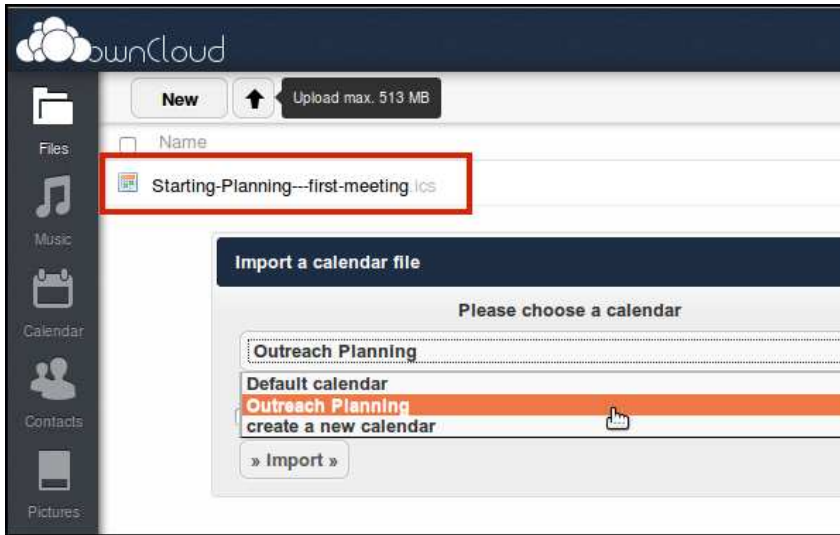 ownCloud
New
Upload max. 513 MB
Files
Name
Starting-Planning---first-meeting.ics
Music
Import a calendar file
Please choose a calendar
Calendar
Outreach Planning
Default calendar
Outreach Planning
create a new calendar
Contacts
» Import »
Pictures